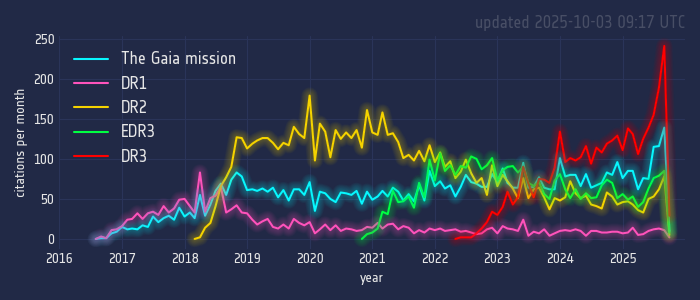 updated 2025-10-03 09:17 UTC
250
200
150
100
50
0
citations per month
The Gaia mission
DR1
DR2
EDR3
DR3
2016 2017 2018 2019 2020 2021 2022 2023 2024 2025
year